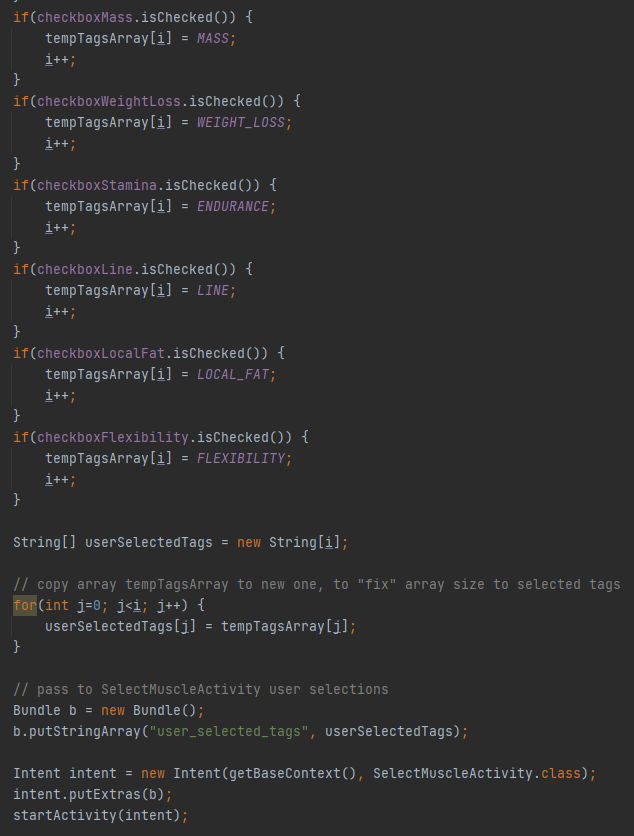 if(checkboxMass.isChecked()) {
    tempTagsArray[i] = MASS;
    i++;
}
if(checkboxWeightLoss.isChecked()) {
    tempTagsArray[i] = WEIGHT_LOSS;
    i++;
}
if(checkboxStamina.isChecked()) {
    tempTagsArray[i] = ENDURANCE;
    i++;
}
if(checkboxLine.isChecked()) {
    tempTagsArray[i] = LINE;
    i++;
}
if(checkboxLocalFat.isChecked()) {
    tempTagsArray[i] = LOCAL_FAT;
    i++;
}
if(checkboxFlexibility.isChecked()) {
    tempTagsArray[i] = FLEXIBILITY;
    i++;
}

String[] userSelectedTags = new String[i];

// copy array tempTagsArray to new one, to "fix" array size to selected tags
for(int j=0; j<i; j++) {
    userSelectedTags[j] = tempTagsArray[j];
}

// pass to SelectMuscleActivity user selections
Bundle b = new Bundle();
b.putStringArray("user_selected_tags", userSelectedTags);

Intent intent = new Intent(getBaseContext(), SelectMuscleActivity.class);
intent.putExtras(b);
startActivity(intent);